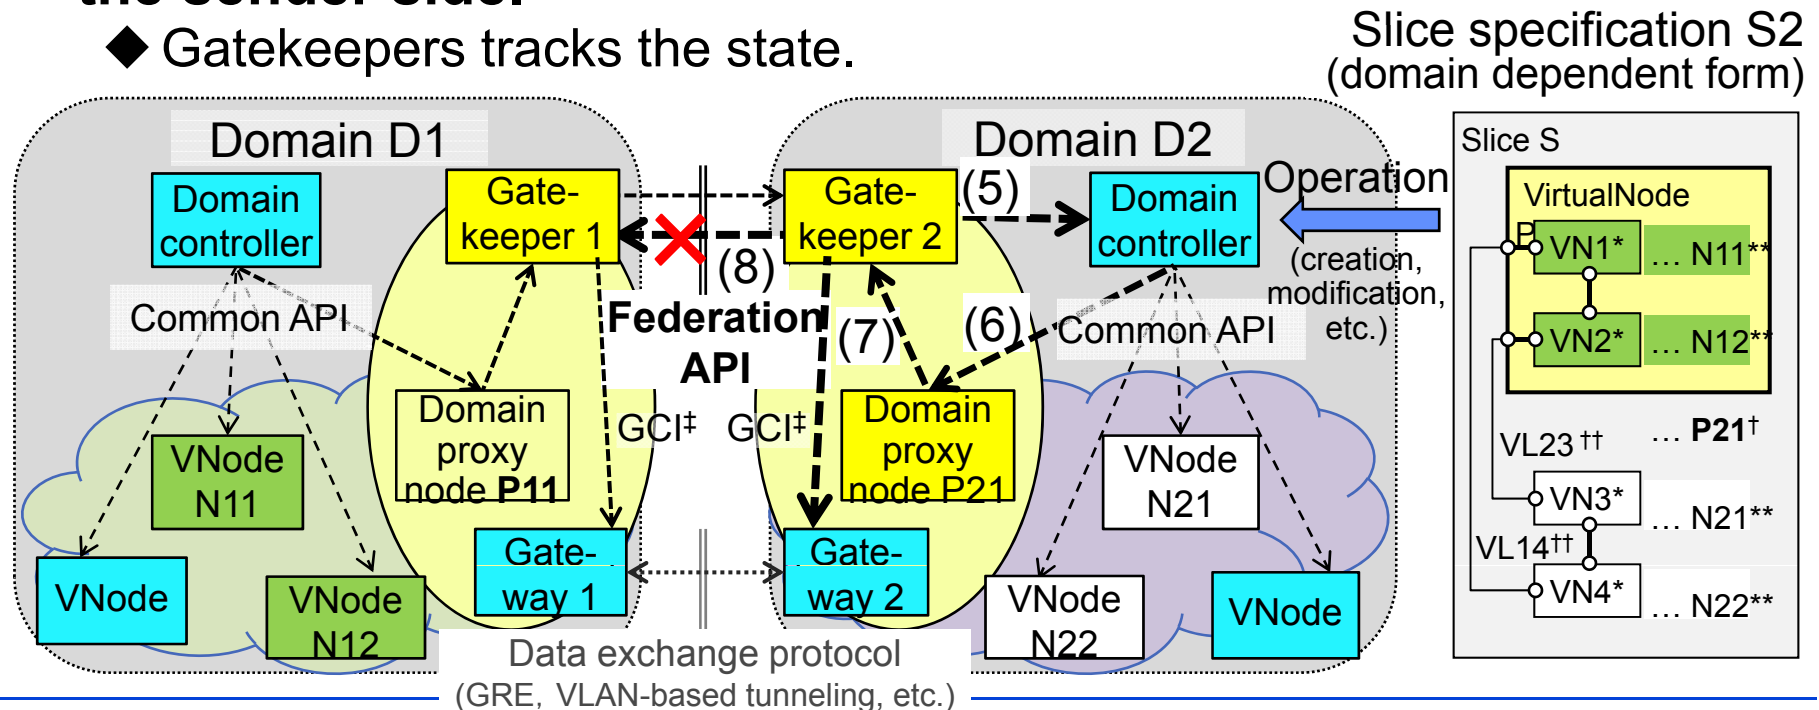 the sender side.
◆ Gatekeepers tracks the state.
Slice specification S2
(domain dependent form)
Domain D1
Domain D2
Slice S
Domain
controller
Gate-
keeper 1
Gate-
keeper 2
(5)
Domain
controller
Operation
(creation,
modification,
etc.)
VirtualNode
P
VN1*
… N11**
VN2*
… N12**
(8)
Common API
Federation
API
(7)
(6)
Common API
GCI‡
GCI‡
Domain
proxy
node P11
Domain
proxy
node P21
VNode
N11
VNode
N21
… P21†
VL23 ††
VN3*
… N21**
VL14††
VN4*
… N22**
VNode
VNode
N12
Gate-
way 1
Gate-
way 2
VNode
N22
VNode
Data exchange protocol
(GRE, VLAN-based tunneling, etc.)